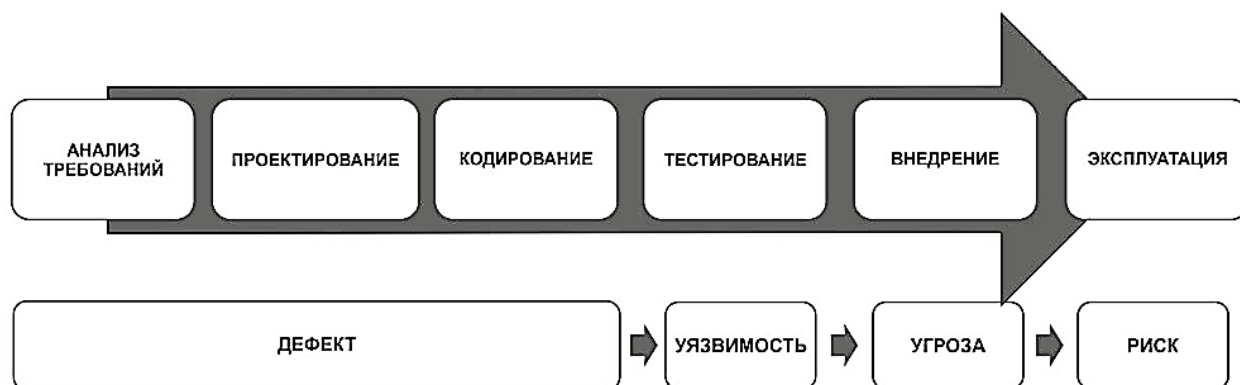 АНАЛИЗ
ТРЕБОВАНИЙ
ПРОЕКТИРОВАНИЕ
КОДИРОВАНИЕ
ТЕСТИРОВАНИЕ
ВНЕДРЕНИЕ
ЭКСПЛУАТАЦИЯ
ДЕФЕКТ
УЯЗВИМОСТЬ
УГРОЗА
РИСК